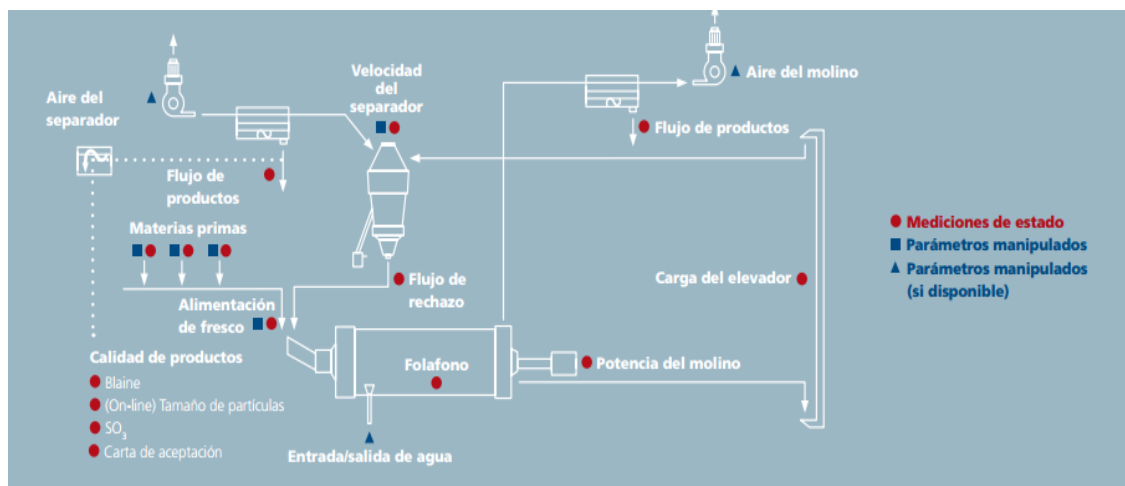 Aire del
separador
Velocidad
del
separador
Aire del molino
Flujo de productos
Flujo de
productos
Materias primas
Mediciones de estado
Parámetros manipulados
Parámetros manipulados
(si disponible)
Flujo de
rechazo
Carga del elevador
Alimentación
de fresco
Calidad de productos
Blaine
(On-line) Tamaño de partículas
SO₃
Carta de aceptación
Folafono
Potencia del molino
Entrada/salida de agua